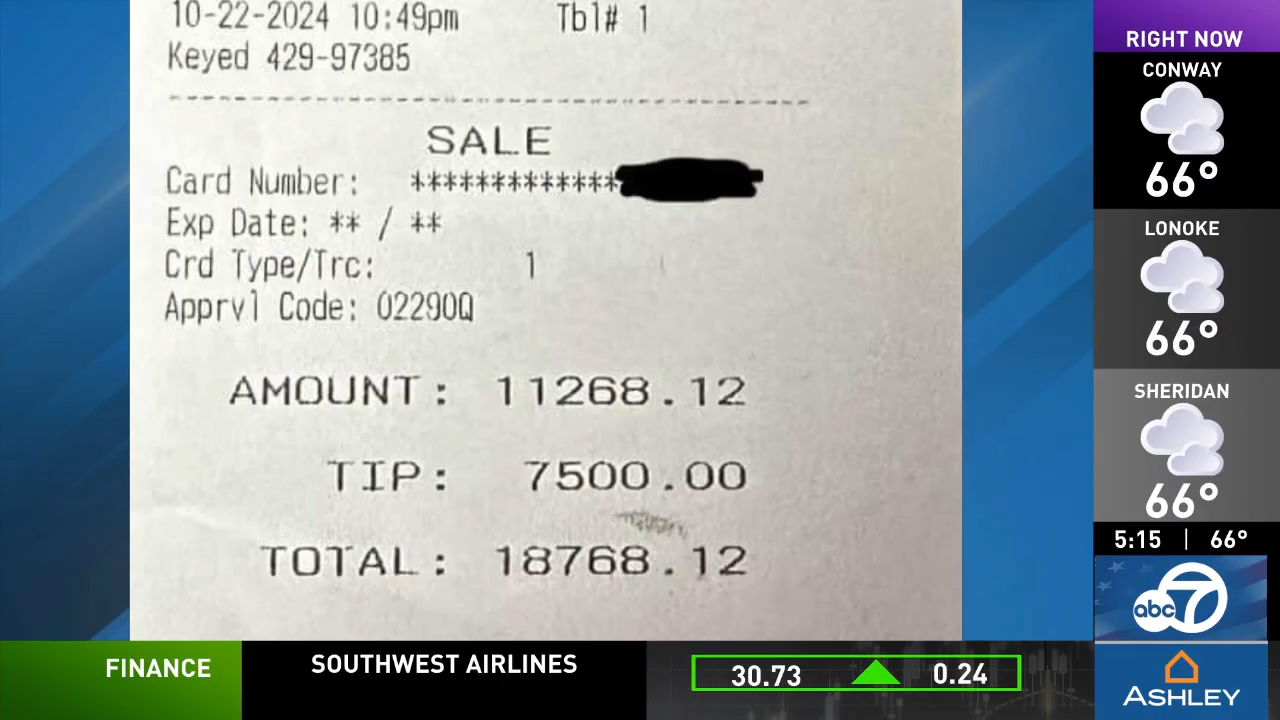 10-22-2024 10:49pm Tbl# 1
Keyed 429-97385
SALE
Card Number: *************
Exp Date: ** / **
Crd Type/Trc: 1
Apprvl Code: 02290Q
AMOUNT: 11268.12
TIP: 7500.00
TOTAL: 18768.12
RIGHT NOW
CONWAY
66°
LONOKE
66°
SHERIDAN
66°
5:15 | 66°
abc 7
ASHLEY
FINANCE
SOUTHWEST AIRLINES
30.73 ▲ 0.24